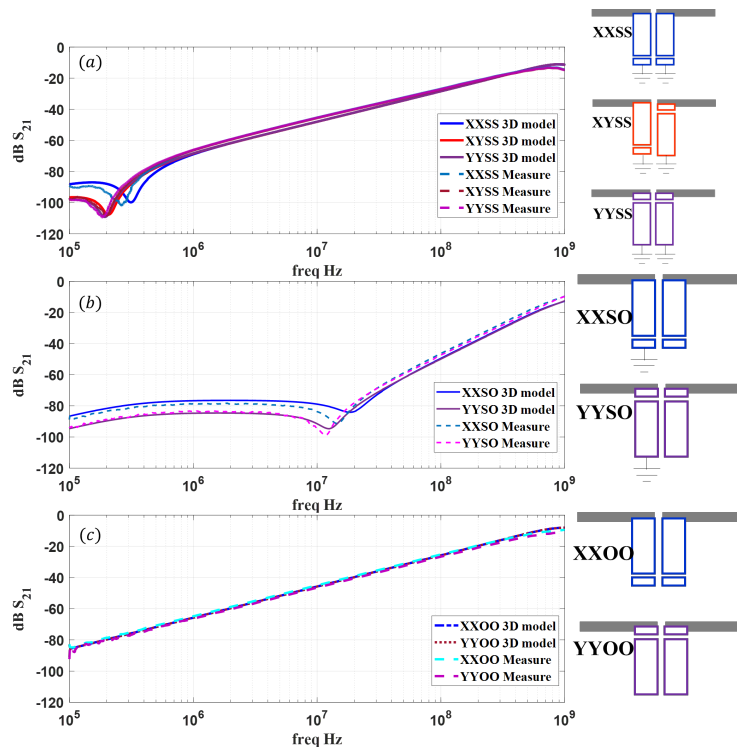 (a)
dB S21
0
-20
-40
-60
-80
-100
-120
XXSS 3D model
XYSS 3D model
YYSS 3D model
XXSS Measure
XYSS Measure
YYSS Measure
10^5
10^6
10^7
10^8
10^9
freq Hz
XXSS
XYSS
YYSS
(b)
dB S21
0
-20
-40
-60
-80
-100
-120
XXSO 3D model
YYSO 3D model
XXSO Measure
YYSO Measure
10^5
10^6
10^7
10^8
10^9
freq Hz
XXSO
YYSO
(c)
dB S21
0
-20
-40
-60
-80
-100
-120
XXOO 3D model
YYOO 3D model
XXOO Measure
YYOO Measure
10^5
10^6
10^7
10^8
10^9
freq Hz
XXOO
YYOO